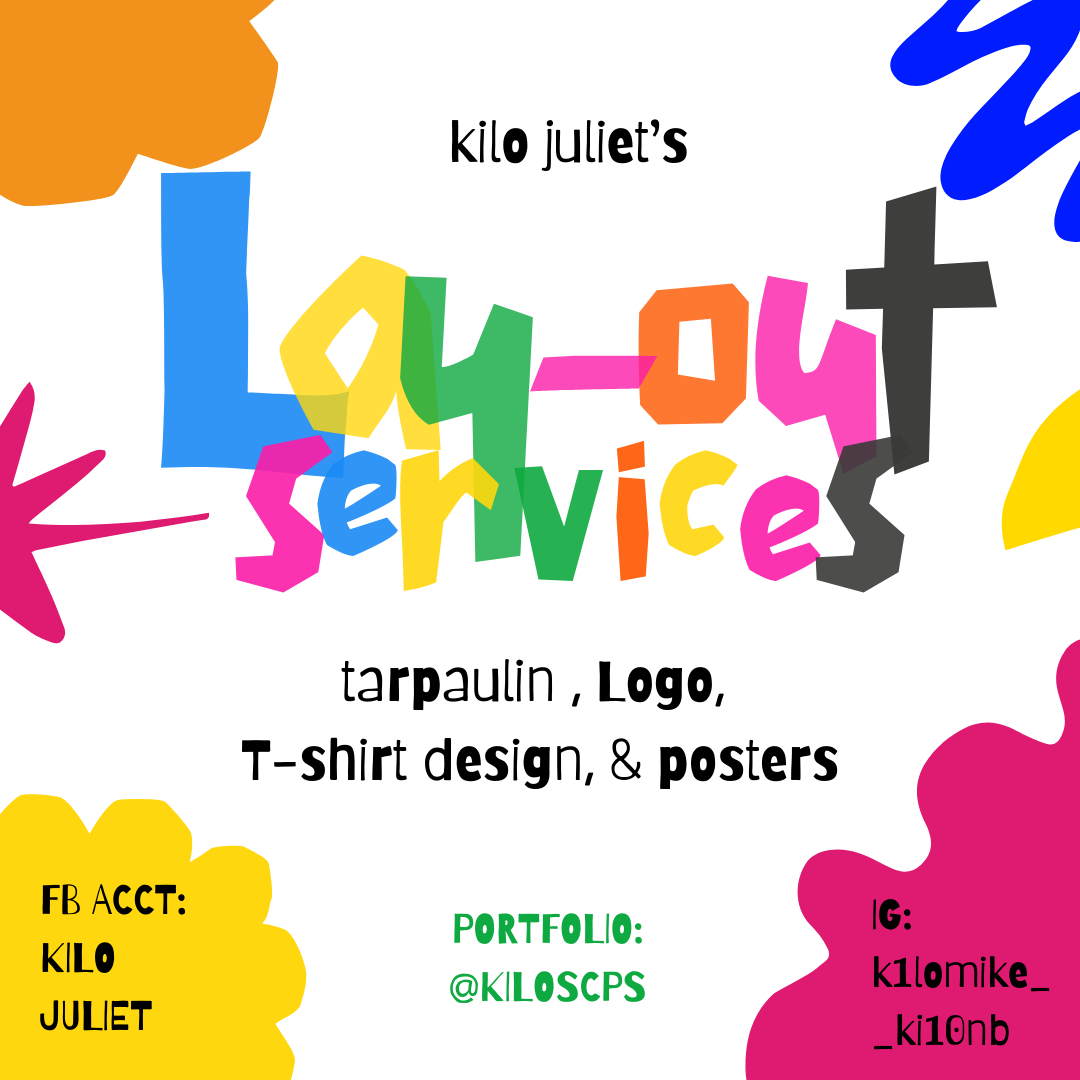 kilo juliet's
Lay-out
services
tarpaulin , Logo,
T-shirt design, & posters
FB ACCT:
KILO
JULIET
PORTFOLIO:
@KILOSCPS
IG:
k1lomike_
_ki10nb